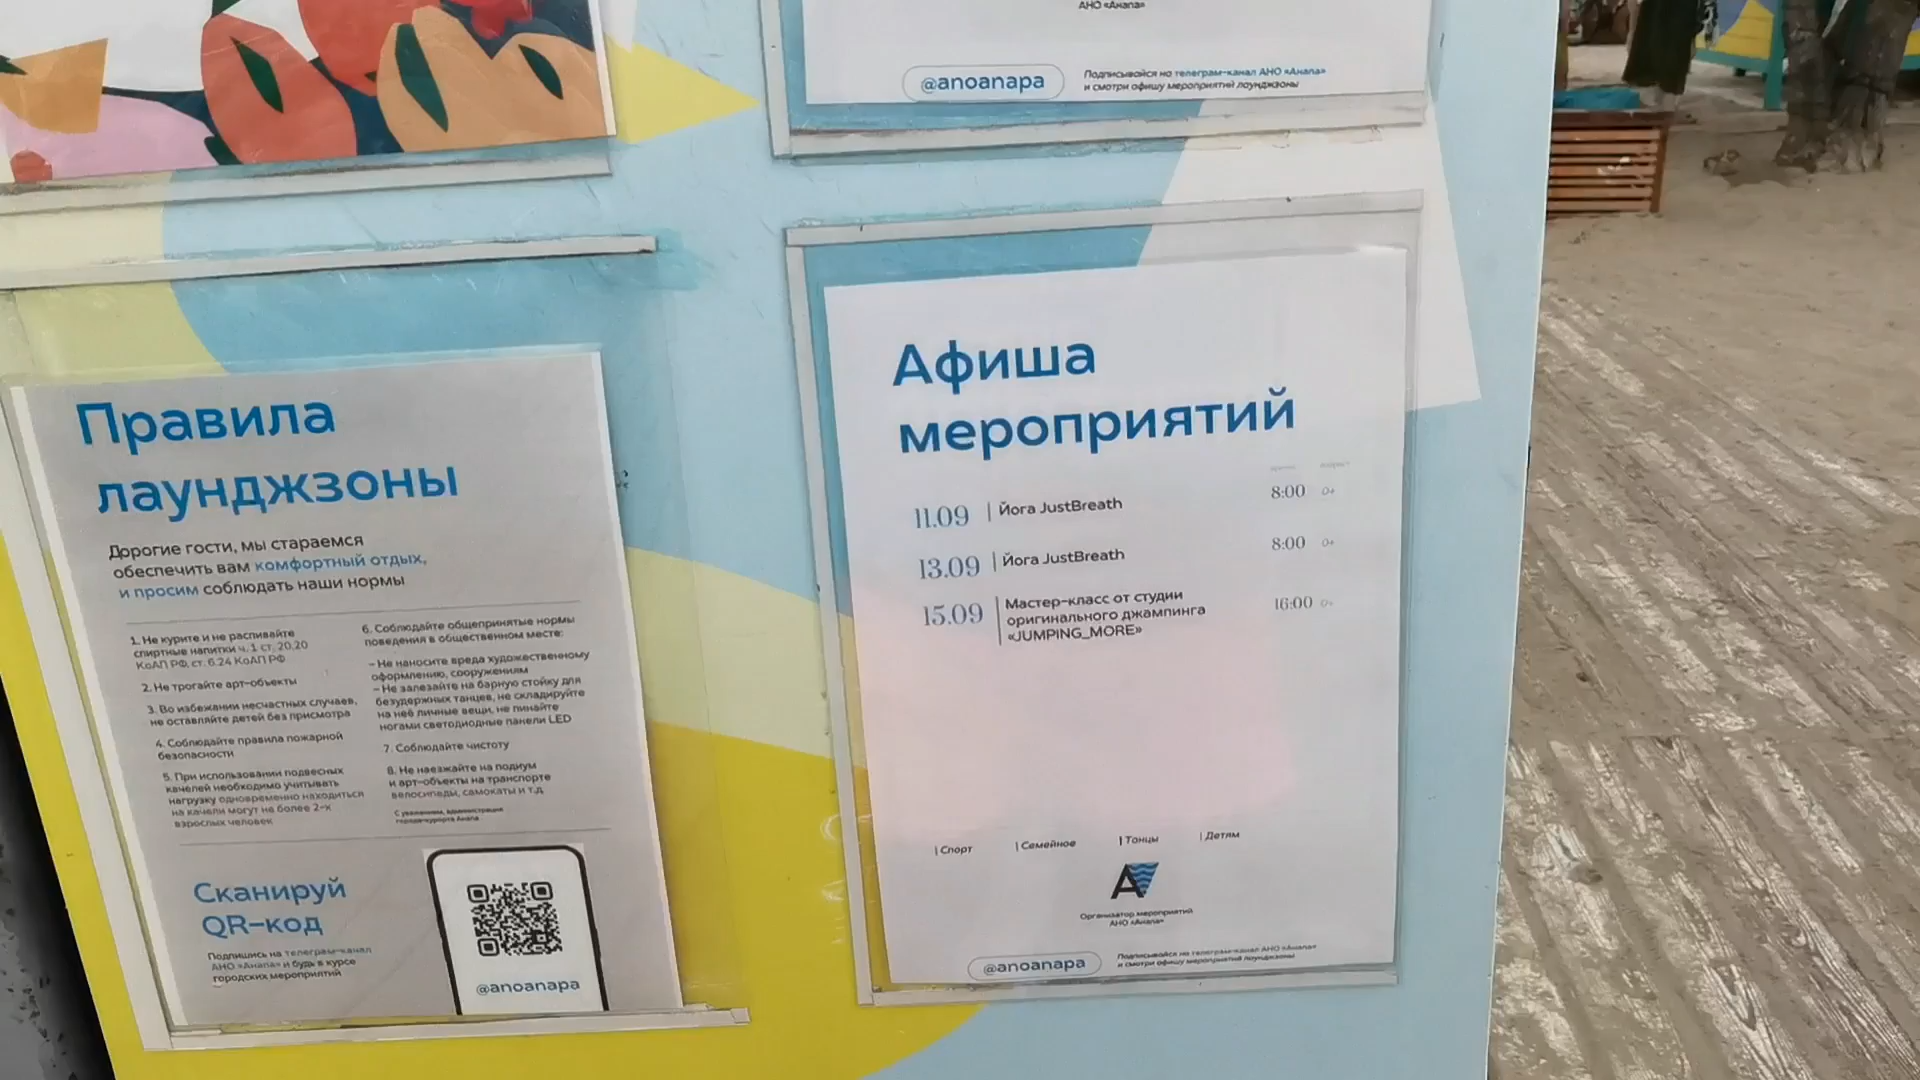 АНО «Анапа»
@anoanapa
Подписывайся на телеграм-канал АНО «Анапа»
и смотри афишу мероприятий лаунджзоны
Правила
лаунджзоны
Дорогие гости, мы стараемся
обеспечить вам комфортный отдых,
и просим соблюдать наши нормы
1. Не курите и не распивайте
спиртные напитки ч. 1 ст. 20.20
КоАП РФ, ст. 6.24 КоАП РФ
2. Не трогайте арт-объекты
3. Во избежании несчастных случаев,
не оставляйте детей без присмотра
4. Соблюдайте правила пожарной
безопасности
5. При использовании подвесных
качелей необходимо учитывать
нагрузку одновременно находиться
на качели могут не более 2-х
взрослых человек
6. Соблюдайте общепринятые нормы
поведения в общественном месте:
- Не наносите вреда художественному
оформлению, сооружениям
- Не залезайте на барную стойку для
безудержных танцев, не складируйте
на неё личные вещи, не пинайте
ногами светодиодные панели LED
7. Соблюдайте чистоту
8. Не наезжайте на подиум
и арт-объекты на транспорте
велосипеды, самокаты и т.д.
С уважением, администрация
города-курорта Анапа
Сканируй
QR-код
Подпишись на телеграм-канал
АНО «Анапа» и будь в курсе
городских мероприятий
@anoanapa
Афиша
мероприятий
время возраст
11.09 | Йога JustBreath 8:00 0+
13.09 | Йога JustBreath 8:00 0+
15.09 | Мастер-класс от студии 16:00 0+
оригинального джампинга
«JUMPING_MORE»
| Спорт | Семейное | Танцы | Детям
Организатор мероприятий
АНО «Анапа»
@anoanapa
Подписывайся на телеграм-канал АНО «Анапа»
и смотри афишу мероприятий лаунджзоны